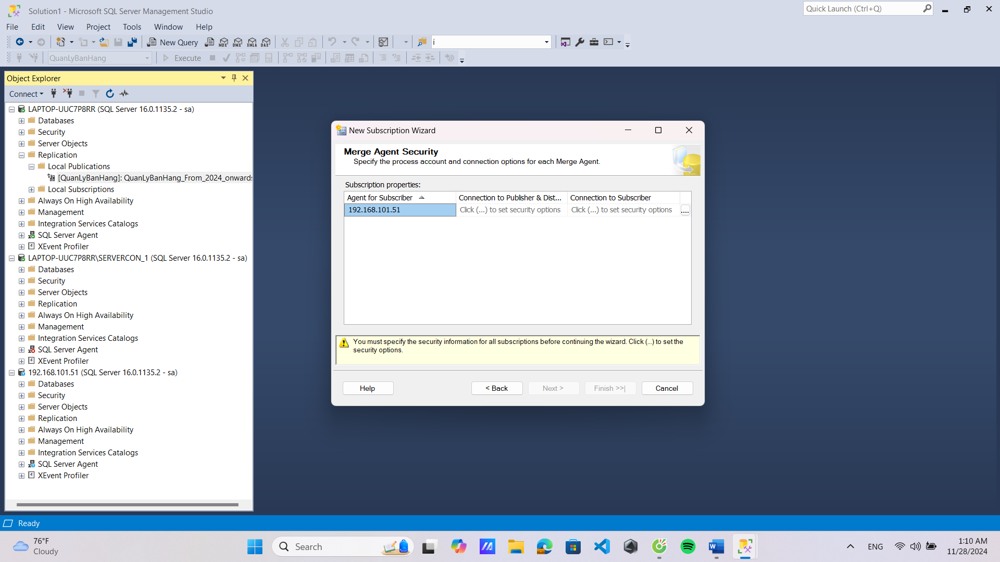 Solution1 - Microsoft SQL Server Management Studio
Quick Launch (Ctrl+Q)
File Edit View Project Tools Window Help
New Query MDX DMX XMLA DAX i
QuanLyBanHang Execute
Object Explorer
Connect
LAPTOP-UUC7P8RR (SQL Server 16.0.1135.2 - sa)
Databases
Security
Server Objects
Replication
Local Publications
[QuanLyBanHang]: QuanLyBanHang_From_2024_onwards
Local Subscriptions
Always On High Availability
Management
Integration Services Catalogs
SQL Server Agent
XEvent Profiler
LAPTOP-UUC7P8RR\SERVERCON_1 (SQL Server 16.0.1135.2 - sa)
Databases
Security
Server Objects
Replication
Always On High Availability
Management
Integration Services Catalogs
SQL Server Agent
XEvent Profiler
192.168.101.51 (SQL Server 16.0.1135.2 - sa)
Databases
Security
Server Objects
Replication
Always On High Availability
Management
Integration Services Catalogs
SQL Server Agent
XEvent Profiler
New Subscription Wizard
Merge Agent Security
Specify the process account and connection options for each Merge Agent.
Subscription properties:
Agent for Subscriber Connection to Publisher & Dist... Connection to Subscriber
192.168.101.51 Click (...) to set security options Click (...) to set security options ....
You must specify the security information for all subscriptions before continuing the wizard. Click (...) to set the
security options.
Help < Back Next > Finish >>| Cancel
Ready
76°F
Cloudy
Search
ENG
1:10 AM
11/28/2024